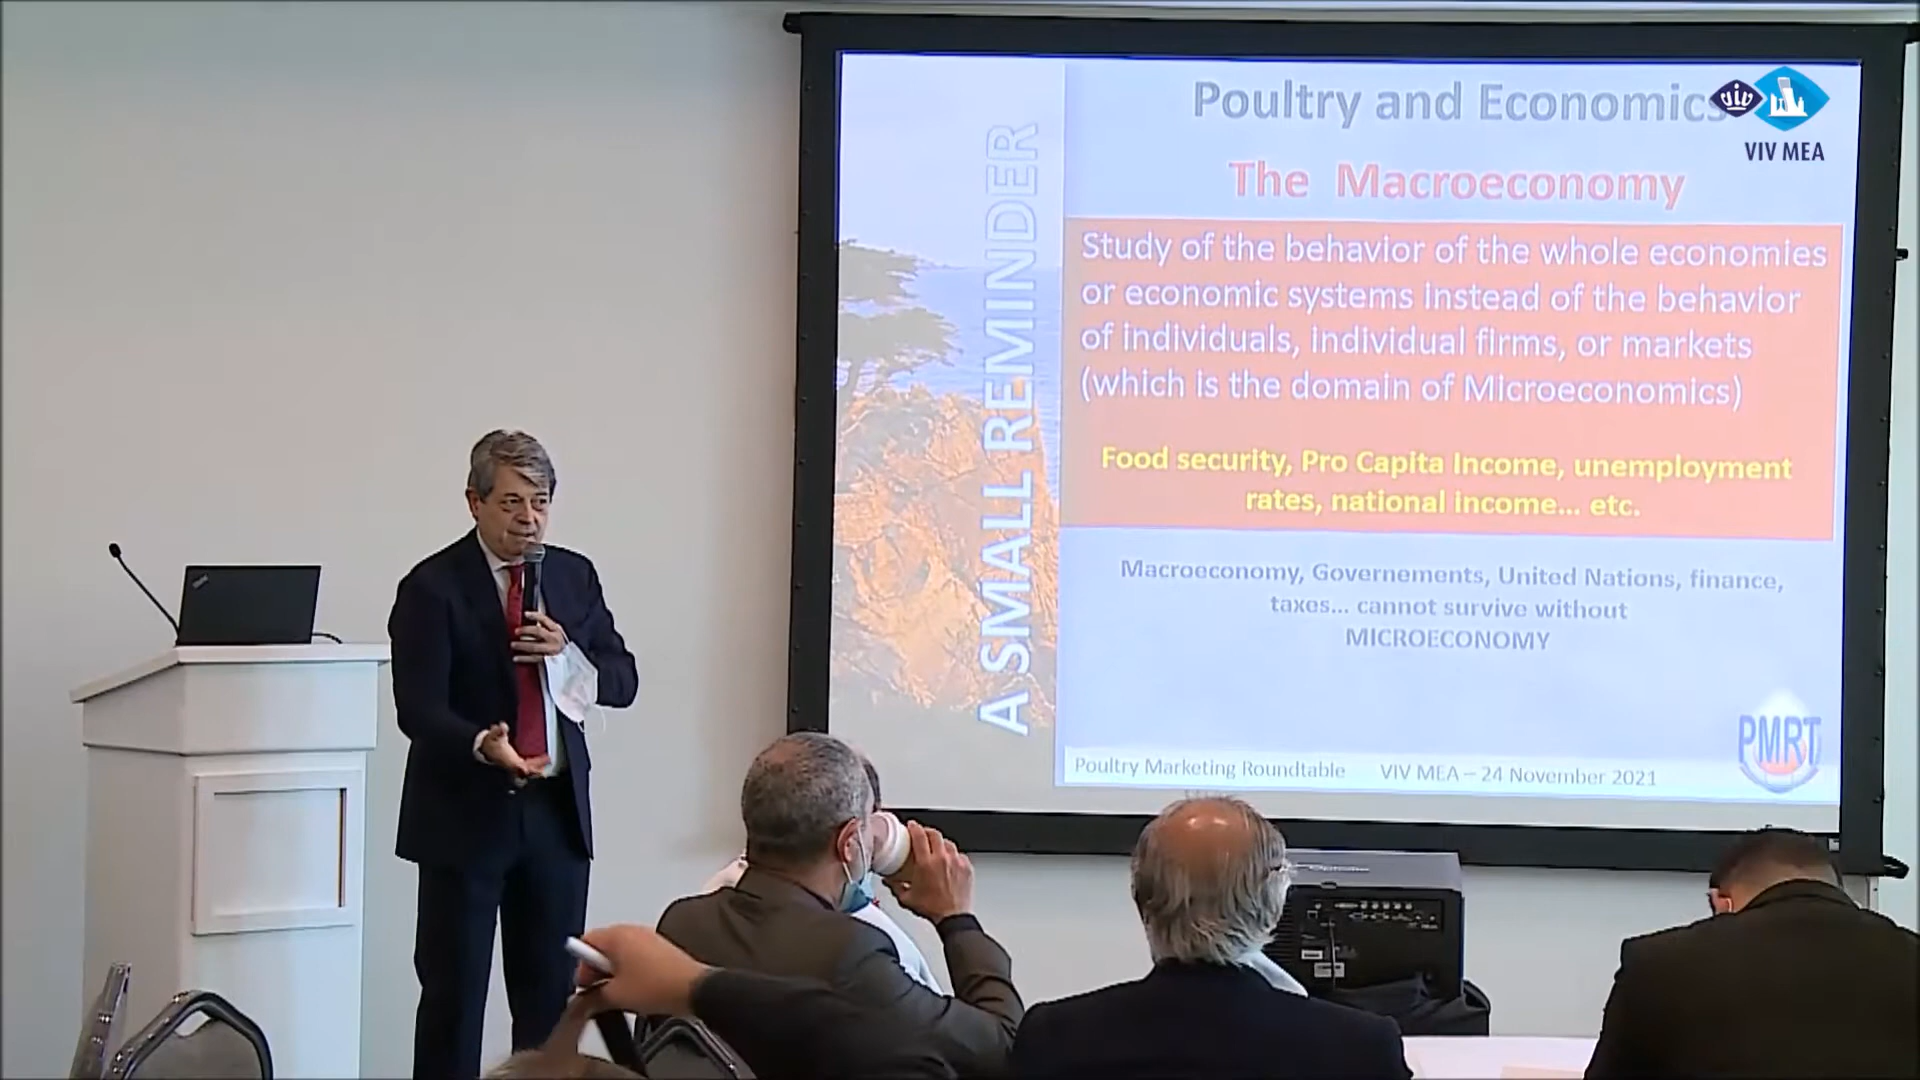 Poultry and Economics
VIV
VIV MEA
The Macroeconomy
A SMALL REMINDER
Study of the behavior of the whole economies
or economic systems instead of the behavior
of individuals, individual firms, or markets
(which is the domain of Microeconomics)
Food security, Pro Capita Income, unemployment
rates, national income... etc.
Macroeconomy, Governements, United Nations, finance,
taxes... cannot survive without
MICROECONOMY
PMRT
Poultry Marketing Roundtable VIV MEA – 24 November 2021